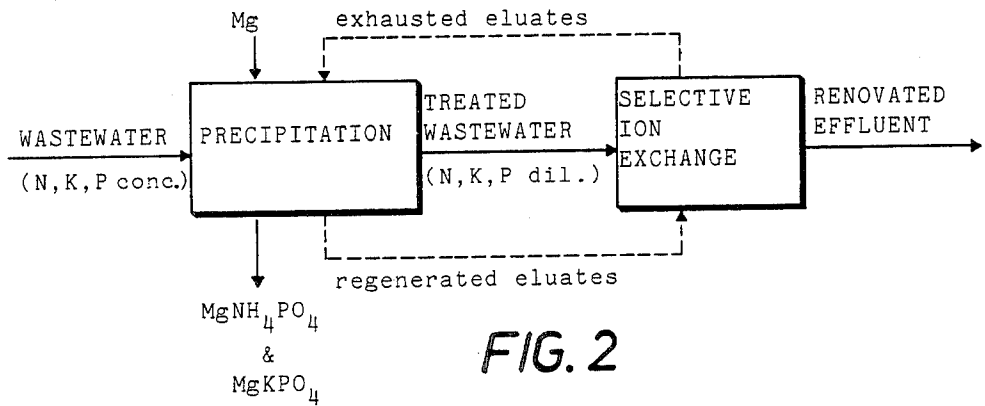 Mg
exhausted eluates
WASTEWATER
(N,K,P conc.)
PRECIPITATION
TREATED
WASTEWATER
(N,K,P dil.)
SELECTIVE
ION
EXCHANGE
RENOVATED
EFFLUENT
regenerated eluates
MgNH₄PO₄
&
MgKPO₄
FIG. 2